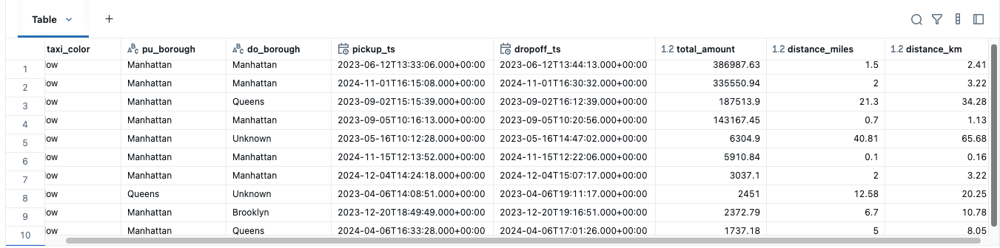 Table
+
taxi_color pu_borough do_borough pickup_ts dropoff_ts 1.2 total_amount 1.2 distance_miles 1.2 distance_km
1 low Manhattan Manhattan 2023-06-12T13:33:06.000+00:00 2023-06-12T13:44:13.000+00:00 386987.63 1.5 2.41
2 low Manhattan Manhattan 2024-11-01T16:15:08.000+00:00 2024-11-01T16:30:32.000+00:00 335550.94 2 3.22
3 low Manhattan Queens 2023-09-02T15:15:39.000+00:00 2023-09-02T16:12:39.000+00:00 187513.9 21.3 34.28
4 low Manhattan Manhattan 2023-09-05T10:16:13.000+00:00 2023-09-05T10:20:56.000+00:00 143167.45 0.7 1.13
5 low Manhattan Unknown 2023-05-16T10:12:28.000+00:00 2023-05-16T14:47:02.000+00:00 6304.9 40.81 65.68
6 low Manhattan Manhattan 2024-11-15T12:13:52.000+00:00 2024-11-15T12:22:06.000+00:00 5910.84 0.1 0.16
7 low Manhattan Manhattan 2024-12-04T14:24:18.000+00:00 2024-12-04T15:07:17.000+00:00 3037.1 2 3.22
8 low Queens Unknown 2023-04-06T14:08:51.000+00:00 2023-04-06T19:11:17.000+00:00 2451 12.58 20.25
9 low Manhattan Brooklyn 2023-12-20T18:49:49.000+00:00 2023-12-20T19:16:51.000+00:00 2372.79 6.7 10.78
10 low Manhattan Queens 2024-04-06T16:33:28.000+00:00 2024-04-06T17:01:26.000+00:00 1737.18 5 8.05